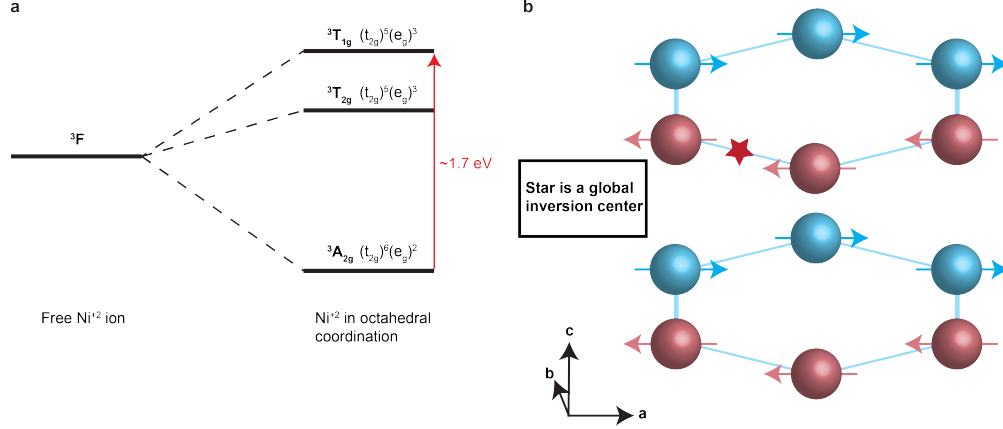 a
³T₁g (t₂g)⁵(eg)³
³T₂g (t₂g)⁵(eg)³
³F
~1.7 eV
³A₂g (t₂g)⁶(eg)²
Free Ni⁺² ion
Ni⁺² in octahedral
coordination
b
Star is a global
inversion center
c
b
a